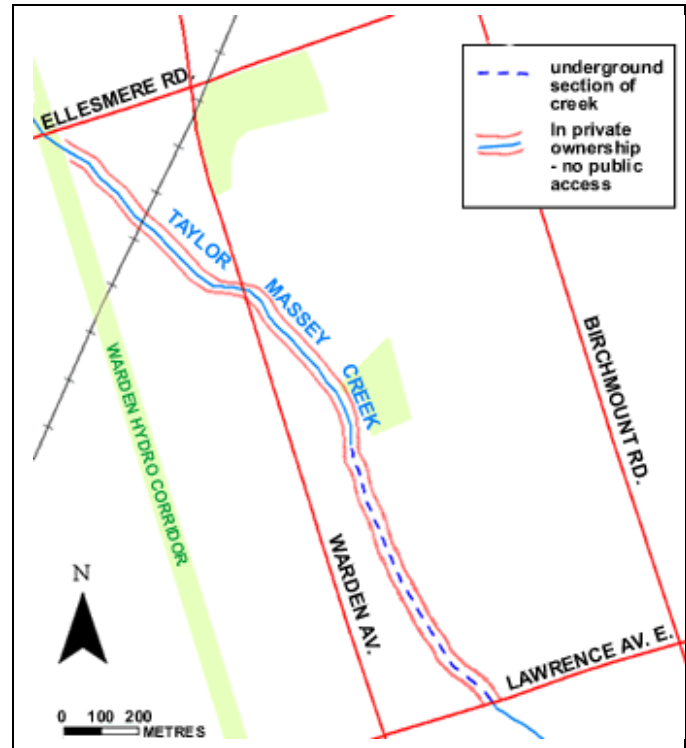 ELLESMERE RD.
underground
section of
creek
In private
ownership
- no public
access
TAYLOR
MASSEY
CREEK
WARDEN HYDRO CORRIDOR
BIRCHMOUNT RD.
WARDEN AV.
LAWRENCE AV. E.
N
0 100 200
METRES